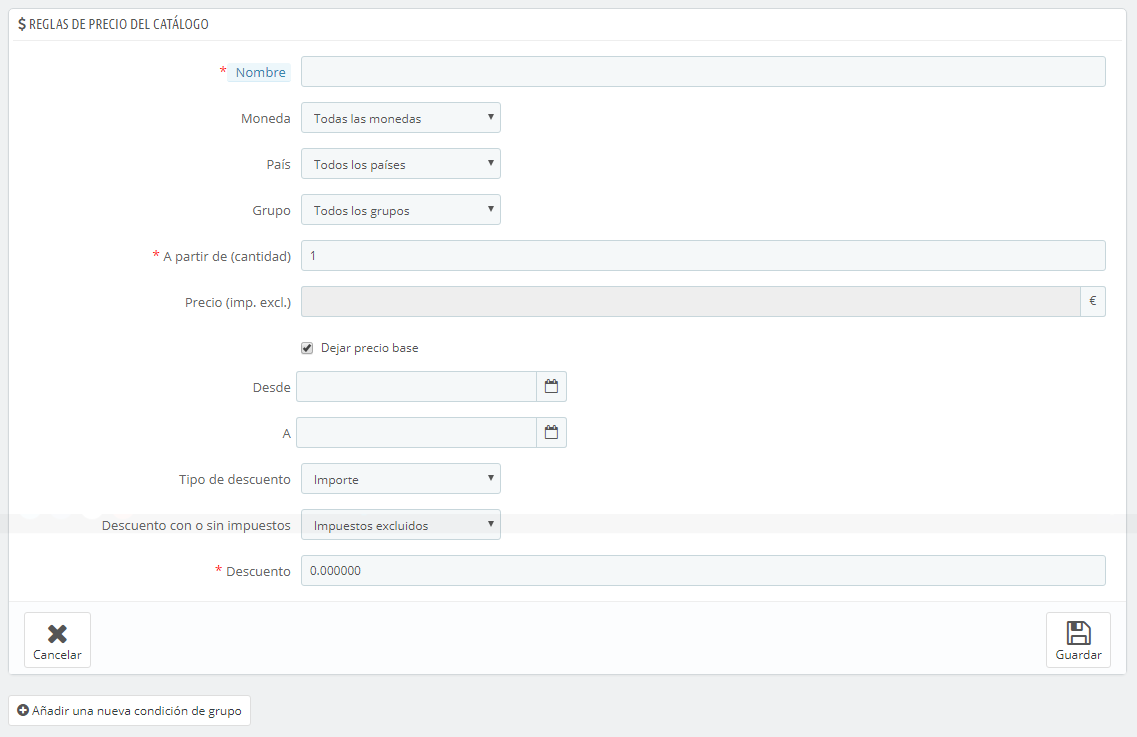 $ REGLAS DE PRECIO DEL CATÁLOGO
* Nombre
Moneda Todas las monedas
País Todos los países
Grupo Todos los grupos
* A partir de (cantidad) 1
Precio (imp. excl.) €
Dejar precio base
Desde
A
Tipo de descuento Importe
Descuento con o sin impuestos Impuestos excluidos
* Descuento 0.000000
Cancelar Guardar
Añadir una nueva condición de grupo